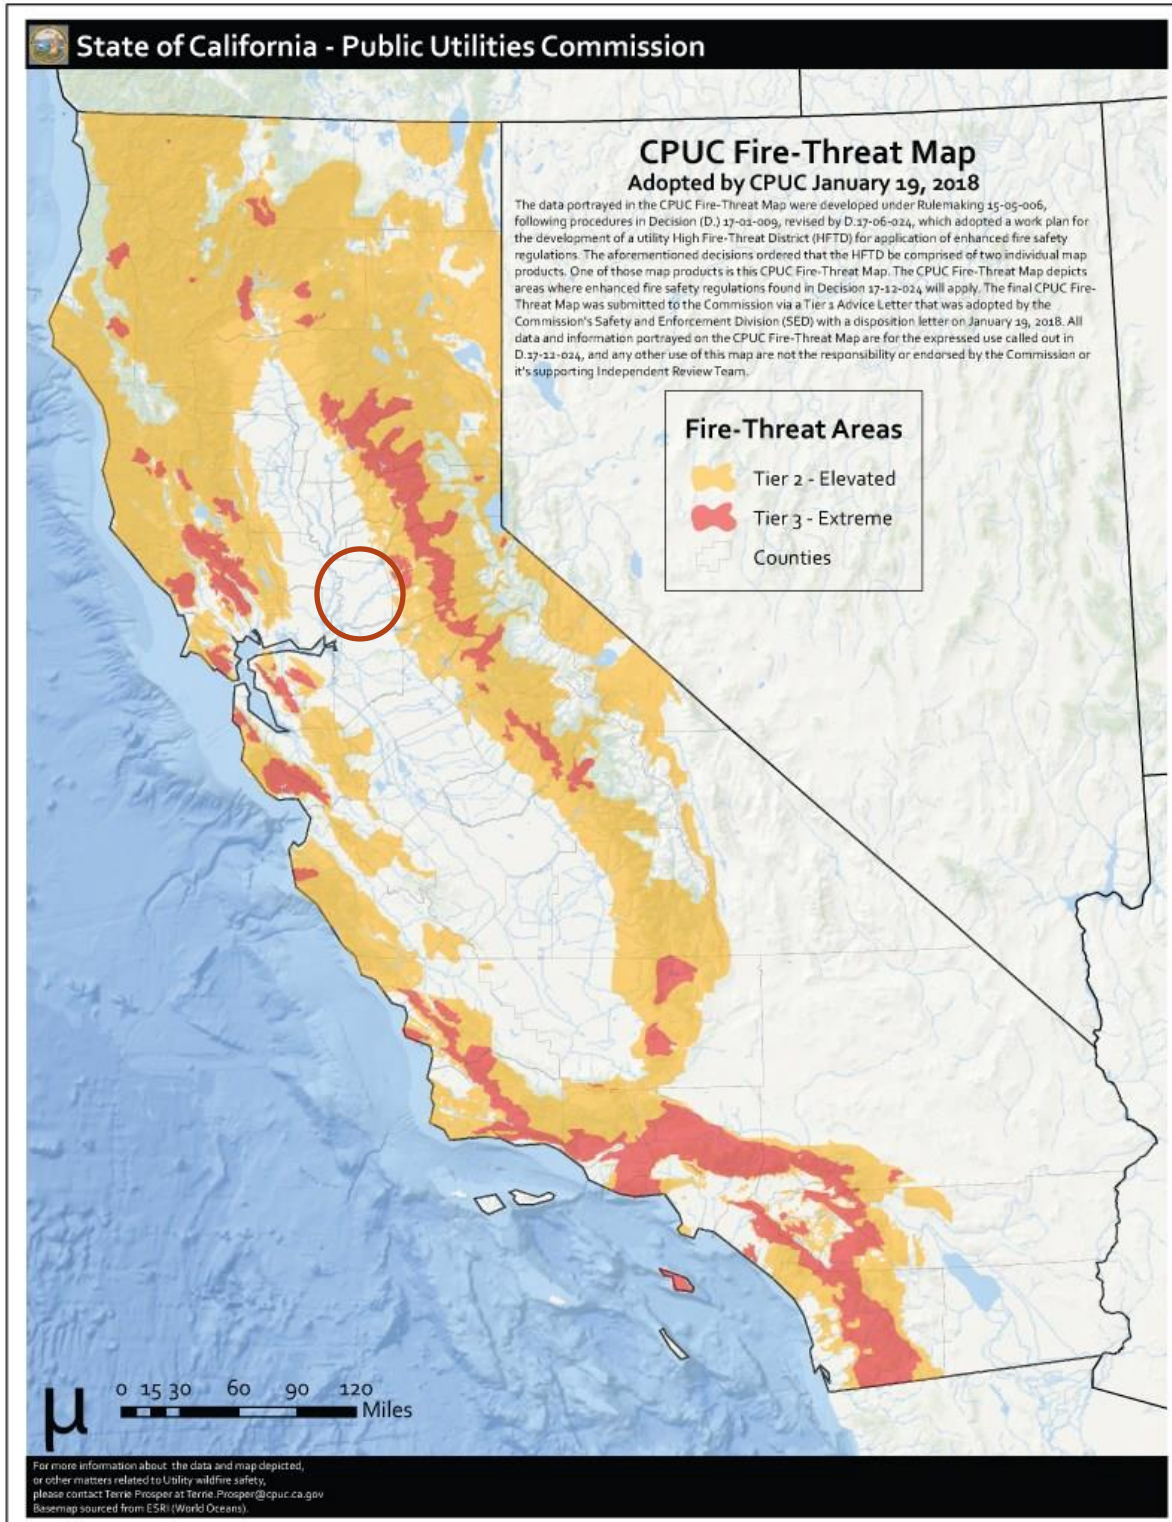 State of California - Public Utilities Commission
CPUC Fire-Threat Map
Adopted by CPUC January 19, 2018
The data portrayed in the CPUC Fire-Threat Map were developed under Rulemaking 15-05-006,
following procedures in Decision (D.) 17-01-009, revised by D.17-06-024, which adopted a work plan for
the development of a utility High Fire-Threat District (HFTD) for application of enhanced fire safety
regulations. The aforementioned decisions ordered that the HFTD be comprised of two individual map
products. One of those map products is this CPUC Fire-Threat Map. The CPUC Fire-Threat Map depicts
areas where enhanced fire safety regulations found in Decision 17-12-024 will apply. The final CPUC Fire-
Threat Map was submitted to the Commission via a Tier 1 Advice Letter that was adopted by the
Commission's Safety and Enforcement Division (SED) with a disposition letter on January 19, 2018. All
data and information portrayed on the CPUC Fire-Threat Map are for the expressed use called out in
D.17-12-024, and any other use of this map are not the responsibility or endorsed by the Commission or
it's supporting Independent Review Team.
Fire-Threat Areas
Tier 2 - Elevated
Tier 3 - Extreme
Counties
µ
0 15 30 60 90 120
Miles
For more information about the data and map depicted,
or other matters related to Utility wildfire safety,
please contact Terrie Prosper at Terrie.Prosper@cpuc.ca.gov
Basemap sourced from ESRI (World Oceans).